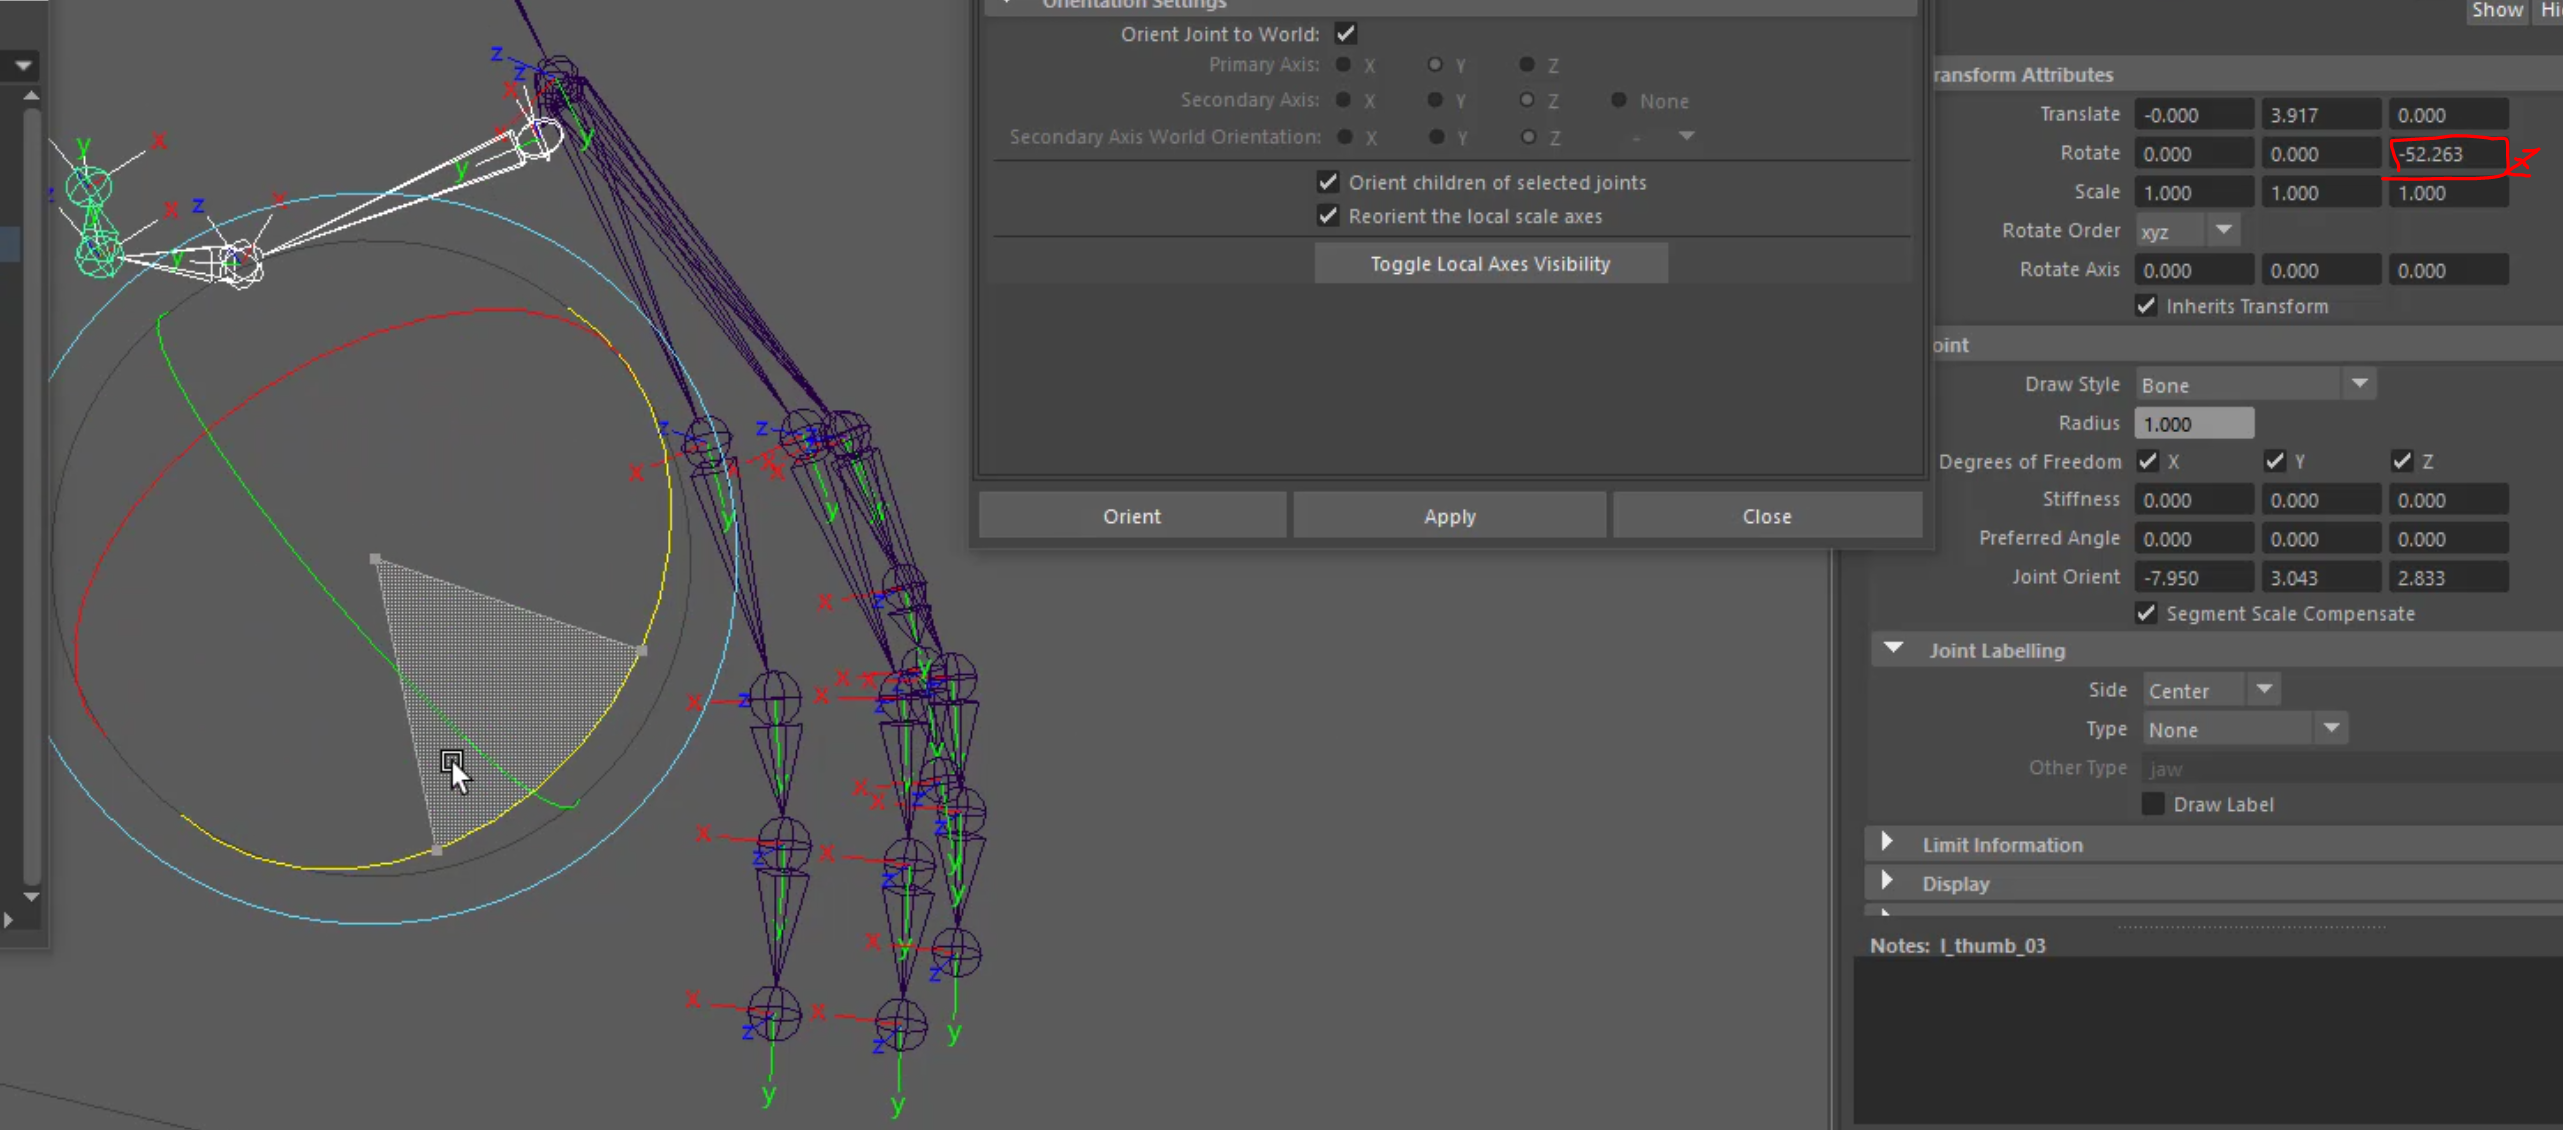 Orientation Settings
Orient Joint to World:
Primary Axis: X Y Z
Secondary Axis: X Y Z None
Secondary Axis World Orientation: X Y Z -
Orient children of selected joints
Reorient the local scale axes
Toggle Local Axes Visibility
Orient Apply Close
Show Hi
ransform Attributes
Translate -0.000 3.917 0.000
Rotate 0.000 0.000 -52.263 Z
Scale 1.000 1.000 1.000
Rotate Order xyz
Rotate Axis 0.000 0.000 0.000
Inherits Transform
oint
Draw Style Bone
Radius 1.000
Degrees of Freedom X Y Z
Stiffness 0.000 0.000 0.000
Preferred Angle 0.000 0.000 0.000
Joint Orient -7.950 3.043 2.833
Segment Scale Compensate
Joint Labelling
Side Center
Type None
Other Type jaw
Draw Label
Limit Information
Display
Notes: l_thumb_03